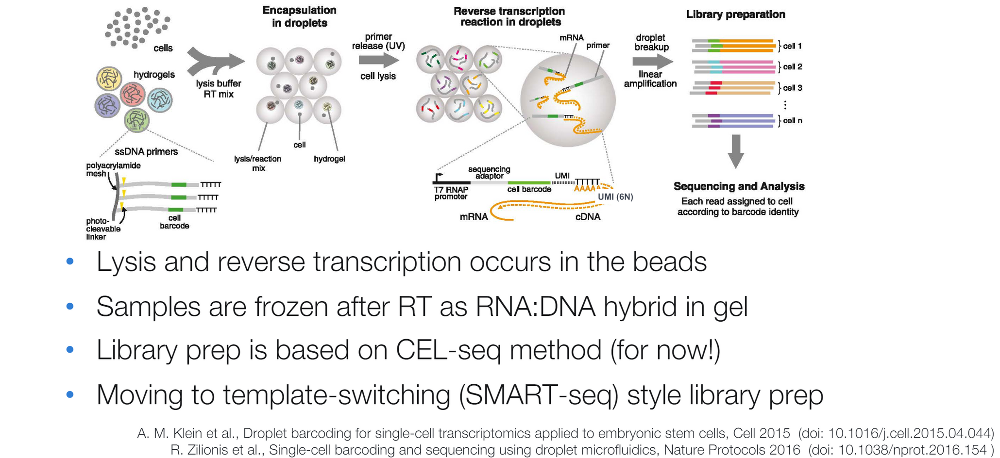 Encapsulation
in droplets
Reverse transcription
reaction in droplets
Library preparation
cells
hydrogels
lysis buffer
RT mix
primer
release (UV)
cell lysis
mRNA
primer
droplet
breakup
linear
amplification
cell 1
cell 2
cell 3
cell n
ssDNA primers
polyacrylamide
mesh
TTTTT
TTTTT
TTTTT
cell
barcode
photo-
cleavable
linker
lysis/reaction
mix
cell
hydrogel
sequencing
adaptor
UMI
TTTTT
AAAA
T7 RNAP
promoter
cell barcode
UMI (6N)
mRNA
cDNA
Sequencing and Analysis
Each read assigned to cell
according to barcode identity
• Lysis and reverse transcription occurs in the beads
• Samples are frozen after RT as RNA:DNA hybrid in gel
• Library prep is based on CEL-seq method (for now!)
• Moving to template-switching (SMART-seq) style library prep
A. M. Klein et al., Droplet barcoding for single-cell transcriptomics applied to embryonic stem cells, Cell 2015 (doi: 10.1016/j.cell.2015.04.044)
R. Zilionis et al., Single-cell barcoding and sequencing using droplet microfluidics, Nature Protocols 2016 (doi: 10.1038/nprot.2016.154 )